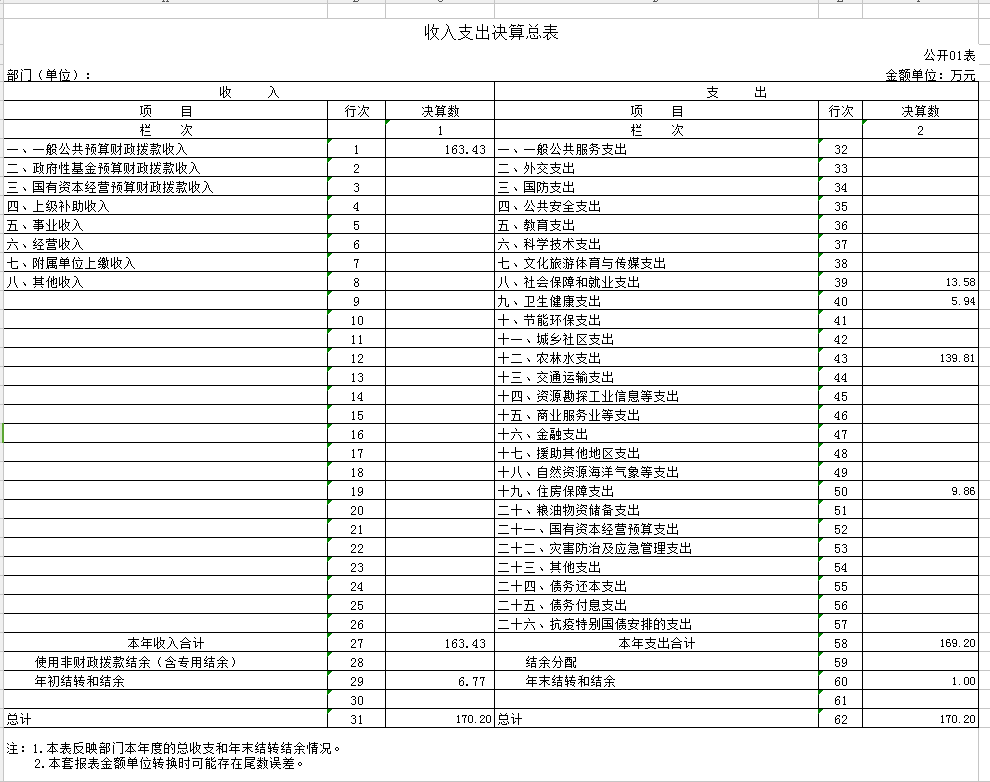 收入支出决算总表
公开01表
部门（单位）： 金额单位：万元
收 入 支 出
项 目 行次 决算数 项 目 行次 决算数
栏 次 1 栏 次 2
一、一般公共预算财政拨款收入 1 163.43 一、一般公共服务支出 32
二、政府性基金预算财政拨款收入 2 二、外交支出 33
三、国有资本经营预算财政拨款收入 3 三、国防支出 34
四、上级补助收入 4 四、公共安全支出 35
五、事业收入 5 五、教育支出 36
六、经营收入 6 六、科学技术支出 37
七、附属单位上缴收入 7 七、文化旅游体育与传媒支出 38
八、其他收入 8 八、社会保障和就业支出 39 13.58
9 九、卫生健康支出 40 5.94
10 十、节能环保支出 41
11 十一、城乡社区支出 42
12 十二、农林水支出 43 139.81
13 十三、交通运输支出 44
14 十四、资源勘探工业信息等支出 45
15 十五、商业服务业等支出 46
16 十六、金融支出 47
17 十七、援助其他地区支出 48
18 十八、自然资源海洋气象等支出 49
19 十九、住房保障支出 50 9.86
20 二十、粮油物资储备支出 51
21 二十一、国有资本经营预算支出 52
22 二十二、灾害防治及应急管理支出 53
23 二十三、其他支出 54
24 二十四、债务还本支出 55
25 二十五、债务付息支出 56
26 二十六、抗疫特别国债安排的支出 57
本年收入合计 27 163.43 本年支出合计 58 169.20
使用非财政拨款结余（含专用结余） 28 结余分配 59
年初结转和结余 29 6.77 年末结转和结余 60 1.00
30 61
总计 31 170.20 总计 62 170.20
注：1.本表反映部门本年度的总收支和年末结转结余情况。
2.本套报表金额单位转换时可能存在尾数误差。